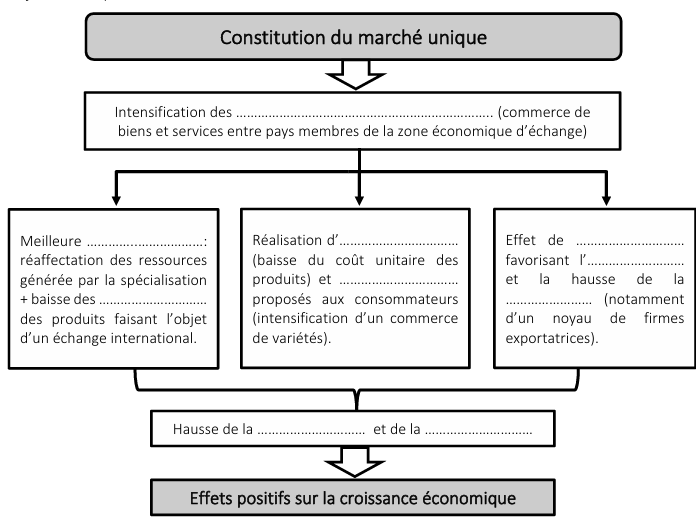 Constitution du marché unique
Intensification des ……………………………………………………………… (commerce de
biens et services entre pays membres de la zone économique d’échange)
Meilleure ……………………………:
réaffectation des ressources
générée par la spécialisation
+ baisse des …………………………
des produits faisant l’objet
d’un échange international.
Réalisation d’……………………………
(baisse du coût unitaire des
produits) et ……………………………
proposés aux consommateurs
(intensification d’un commerce
de variétés).
Effet de …………………………
favorisant l’………………………
et la hausse de la
…………………… (notamment
d’un noyau de firmes
exportatrices).
Hausse de la ………………………… et de la …………………………
Effets positifs sur la croissance économique